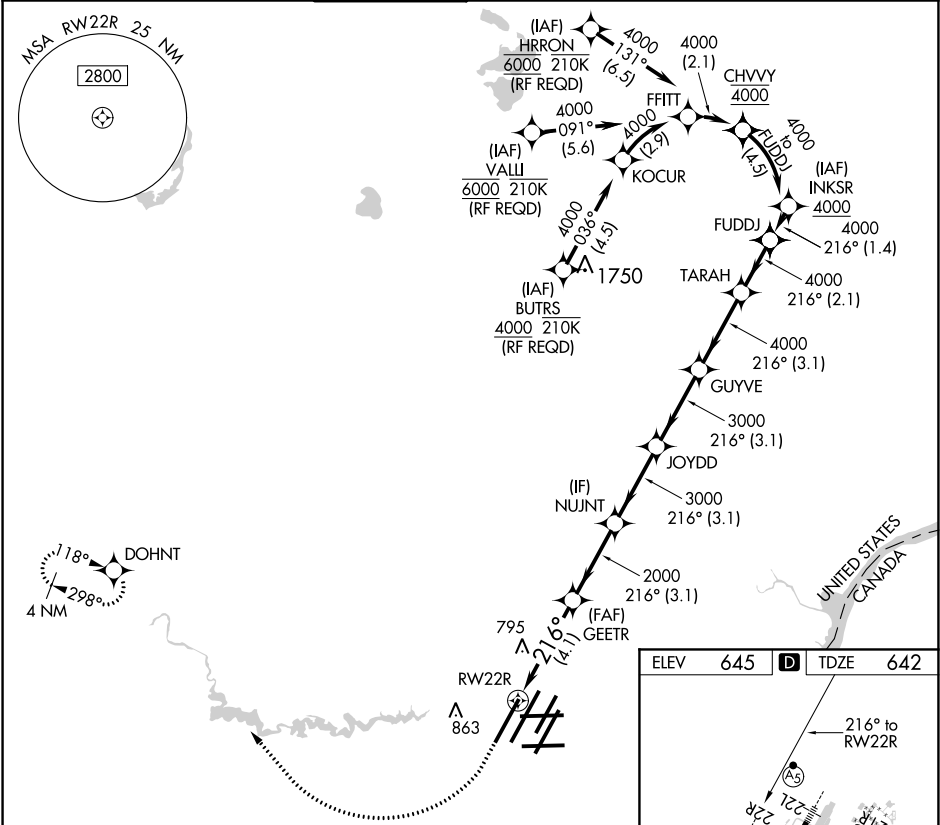 MSA RW22R 25 NM
2800
(IAF)
HRRON
6000 210K
(RF REQD)
4000
131°
(6.5)
4000
(2.1)
CHVVY
4000
FFITT
4000
091°
(5.6)
(IAF)
VALLI
6000 210K
(RF REQD)
4000
(2.9)
KOCUR
4000
to
FUDDJ
(4.5)
(IAF)
INKSR
4000
4000
216° (1.4)
FUDDJ
4000
036°
(4.5)
1750
(IAF)
BUTRS
4000 210K
(RF REQD)
TARAH
4000
216° (2.1)
4000
216° (3.1)
GUYVE
3000
216° (3.1)
JOYDD
(IF)
NUJNT
3000
216° (3.1)
2000
216° (3.1)
(FAF)
GEETR
118°
298°
4 NM
DOHNT
UNITED STATES
CANADA
795
216°
(4.1)
RW22R
863
ELEV 645 D TDZE 642
216° to
RW22R
A5
22R
22L